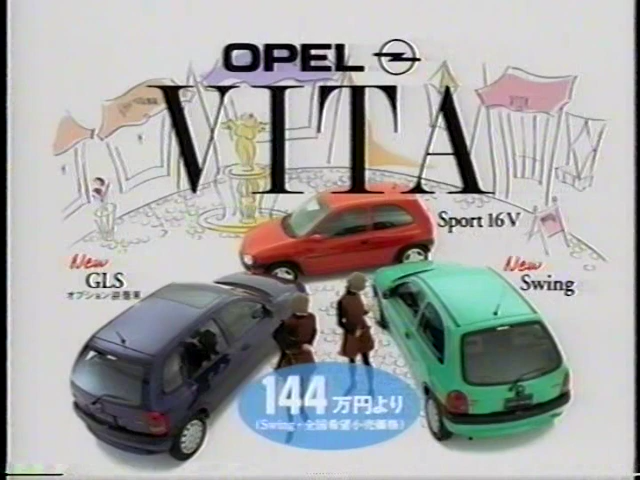 OPEL
VITA
Sport 16V
New
GLS
オプション装着車
New
Swing
144万円より
(Swing・全国希望小売価格)